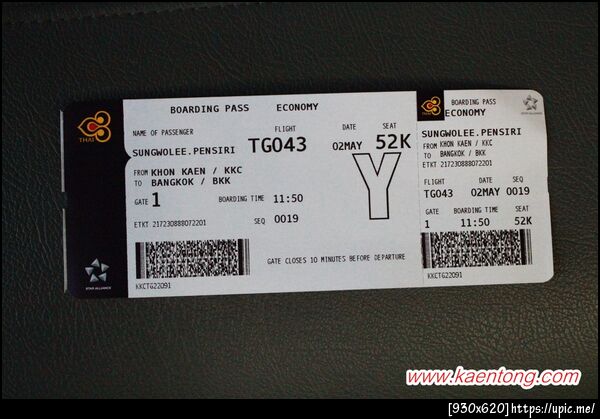 BOARDING PASS ECONOMY
NAME OF PASSENGER FLIGHT DATE SEAT
SUNGWOLEE.PENSIRI TG043 02MAY 52K
FROM KHON KAEN / KKC
TO BANGKOK / BKK
GATE 1 BOARDING TIME 11:50
ETKT 217230888072201 SEQ 0019
Y
GATE CLOSES 10 MINUTES BEFORE DEPARTURE
KKCTG22091
THAI
STAR ALLIANCE
BOARDING PASS
ECONOMY
SUNGWOLEE.PENSIRI
FROM KHON KAEN / KKC
TO BANGKOK / BKK
ETKT 217230888072201
FLIGHT DATE SEQ
TG043 02MAY 0019
GATE BOARDING TIME SEAT
1 11:50 52K
KKCTG22091
www.kaentong.com
[930x620]https://upic.me/